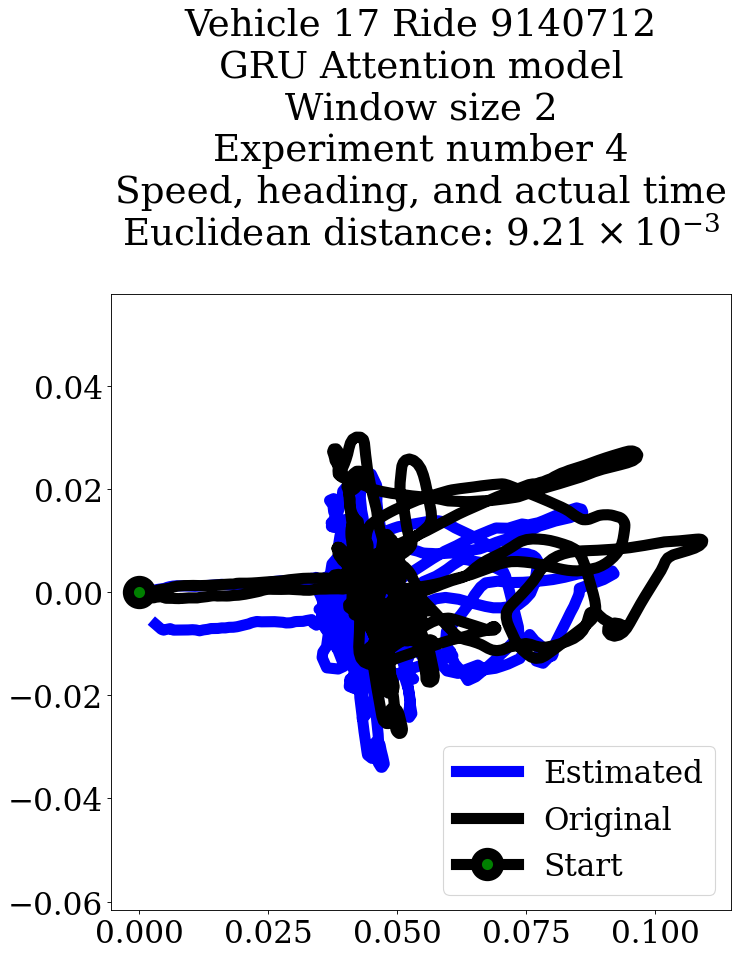 Vehicle 17 Ride 9140712
GRU Attention model
Window size 2
Experiment number 4
Speed, heading, and actual time
Euclidean distance: 9.21 × 10⁻³
0.04
0.02
0.00
−0.02
−0.04
−0.06
0.000 0.025 0.050 0.075 0.100
Estimated
Original
Start